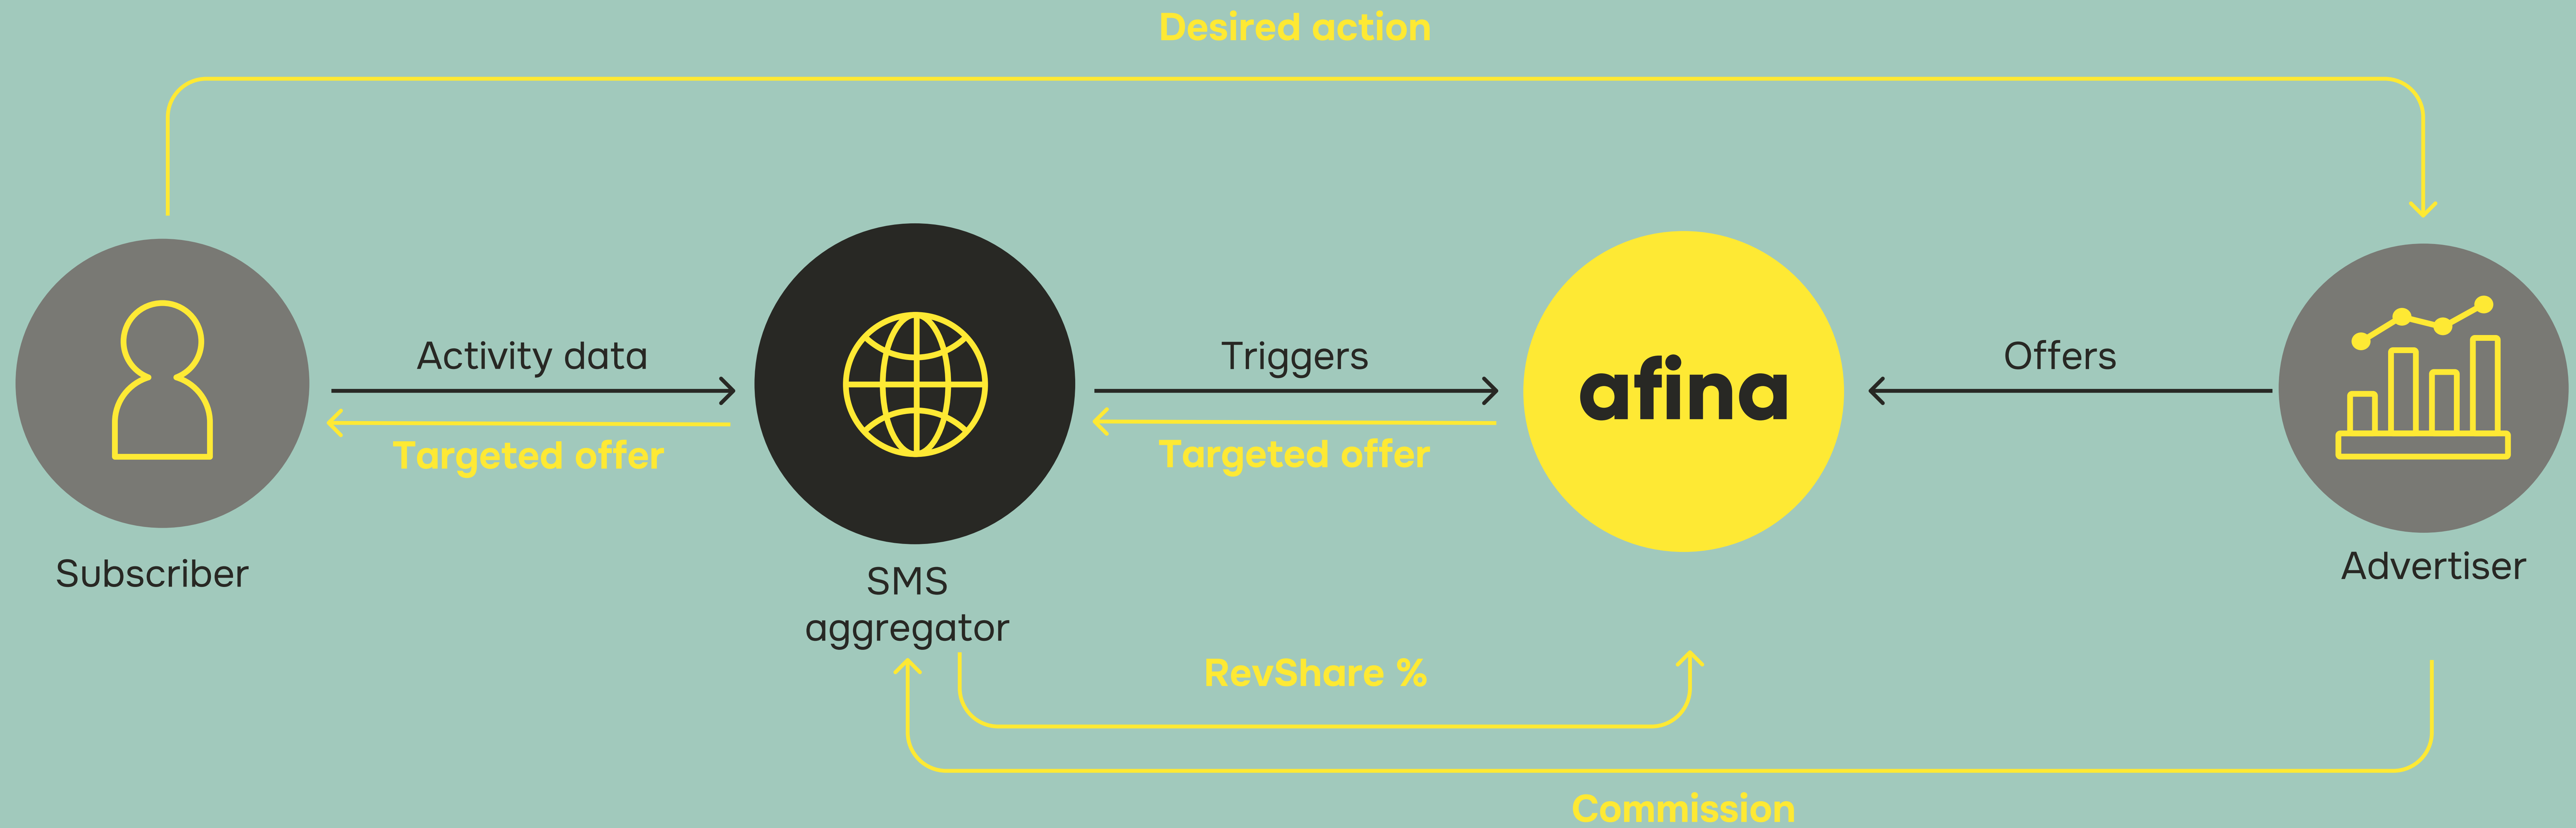 Desired action
Activity data
Triggers
Offers
afina
Targeted offer
Targeted offer
Subscriber
SMS
aggregator
Advertiser
RevShare %
Commission